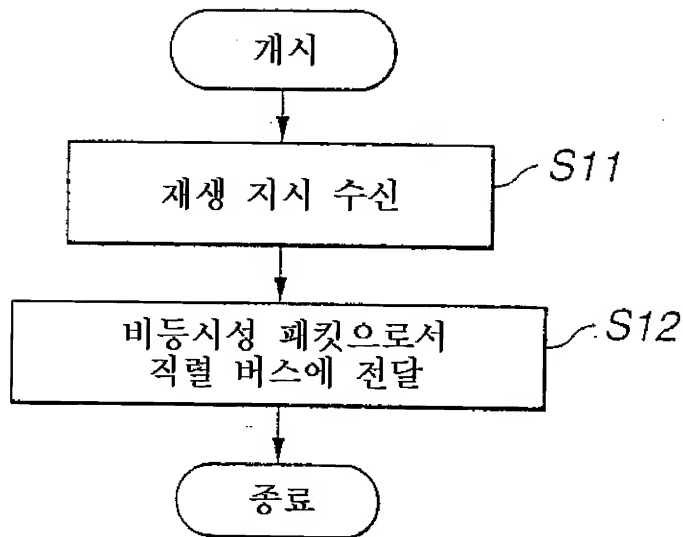 개시
재생 지시 수신
S11
비등시성 패킷으로서
직렬 버스에 전달
S12
종료